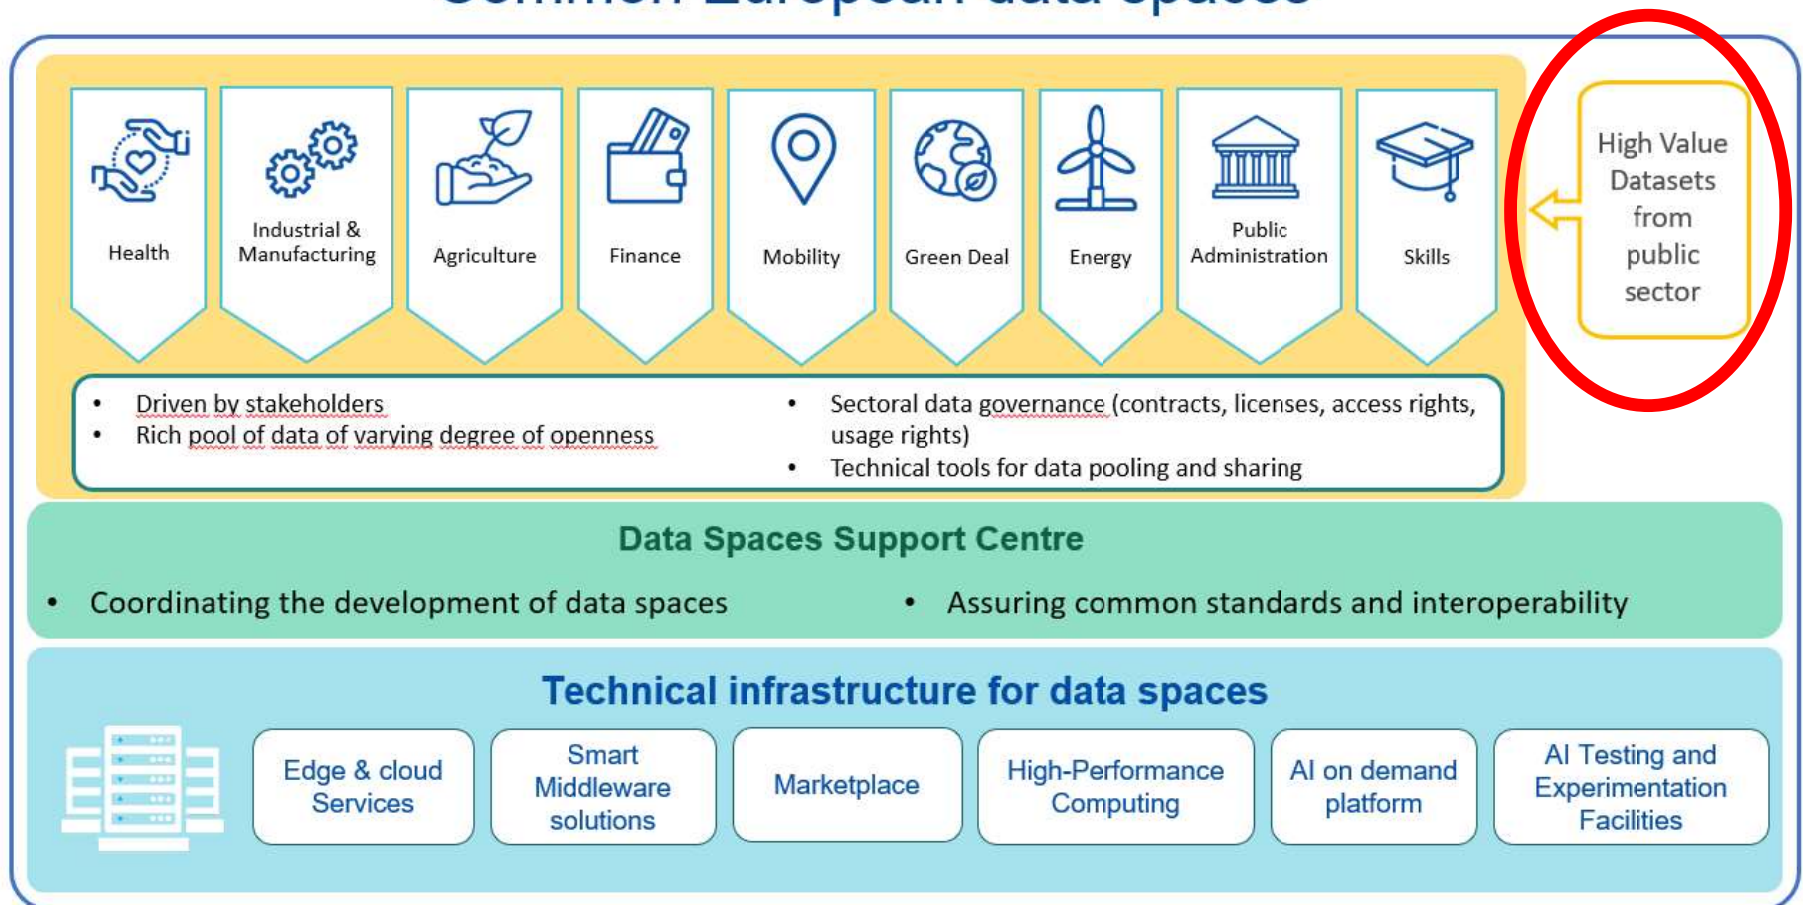 Common European data spaces
Health
Industrial &
Manufacturing
Agriculture
Finance
Mobility
Green Deal
Energy
Public
Administration
Skills
High Value
Datasets
from
public
sector
• Driven by stakeholders
• Rich pool of data of varying degree of openness
• Sectoral data governance (contracts, licenses, access rights,
usage rights)
• Technical tools for data pooling and sharing
Data Spaces Support Centre
• Coordinating the development of data spaces
• Assuring common standards and interoperability
Technical infrastructure for data spaces
Edge & cloud
Services
Smart
Middleware
solutions
Marketplace
High-Performance
Computing
AI on demand
platform
AI Testing and
Experimentation
Facilities